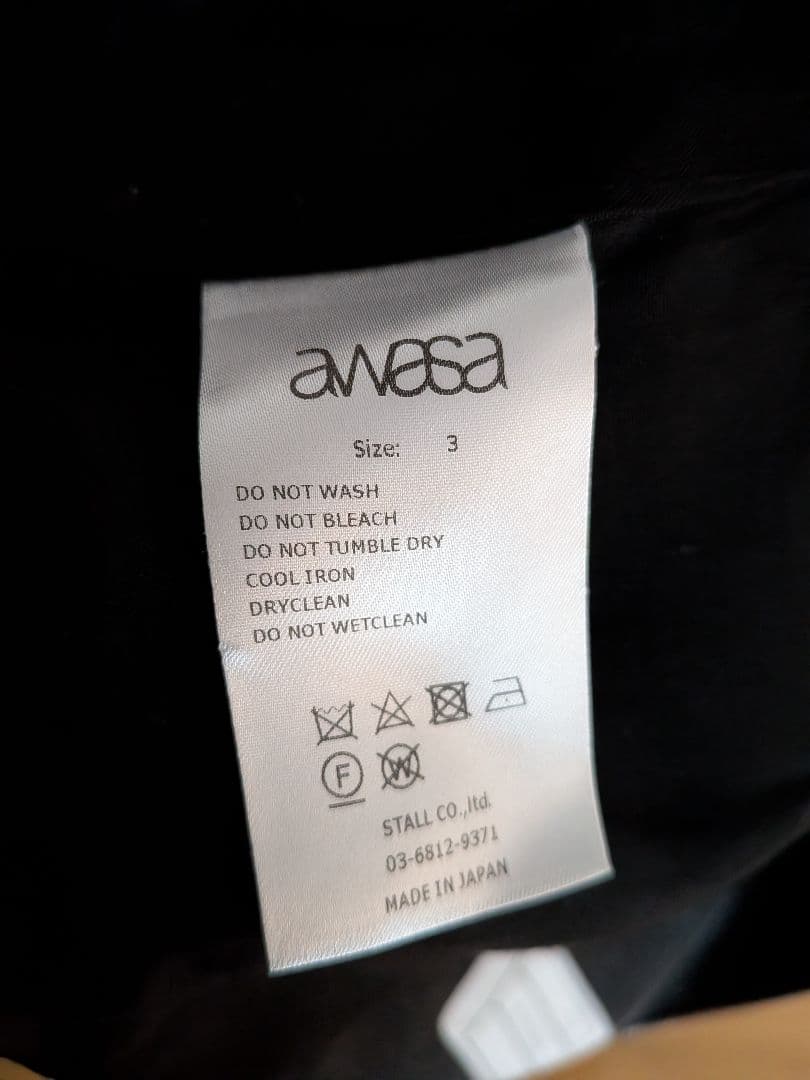 awasa
Size: 3
DO NOT WASH
DO NOT BLEACH
DO NOT TUMBLE DRY
COOL IRON
DRYCLEAN
DO NOT WETCLEAN
F W
STALL CO.,ltd.
03-6812-9371
MADE IN JAPAN